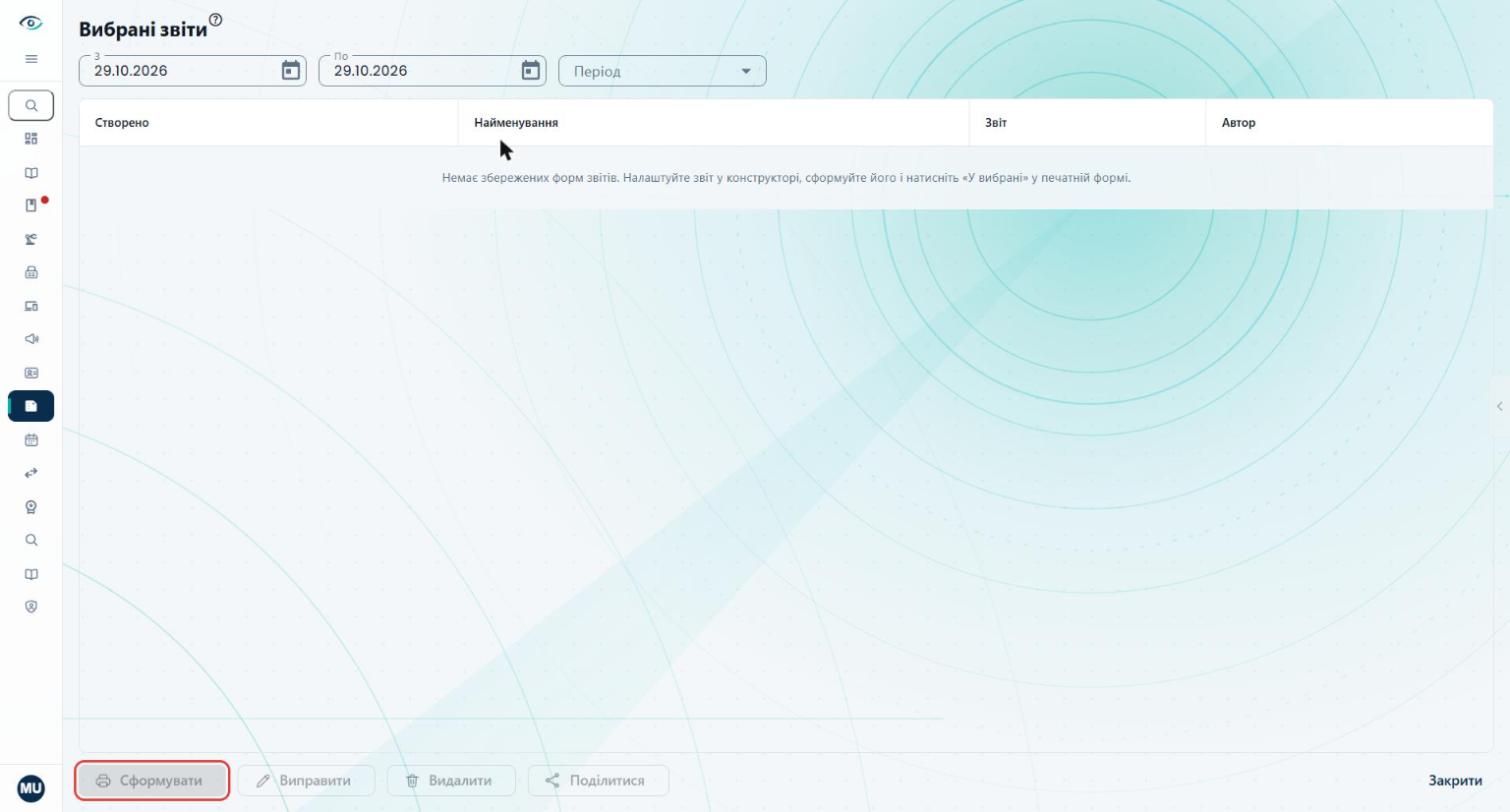 Вибрані звіти
З
29.10.2026
По
29.10.2026
Період
Створено
Найменування
Звіт
Автор
Немає збережених форм звітів. Налаштуйте звіт у конструкторі, сформуйте його і натисніть «У вибрані» у печатній формі.
Сформувати
Виправити
Видалити
Поділитися
Закрити
MU